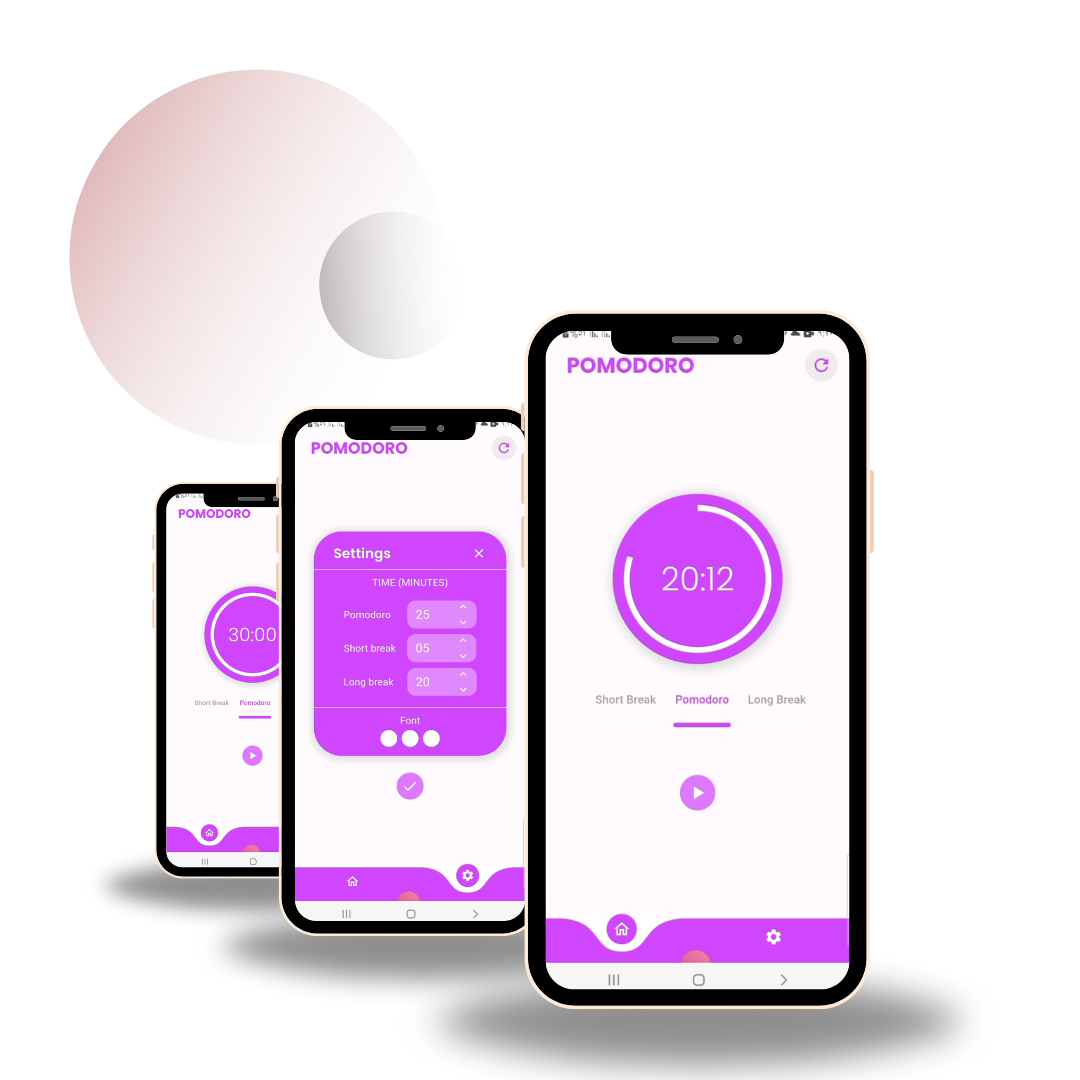 POMODORO
30:00
Short Break Pomodoro
POMODORO
Settings
TIME (MINUTES)
Pomodoro 25
Short break 05
Long break 20
Font
POMODORO
20:12
Short Break Pomodoro Long Break